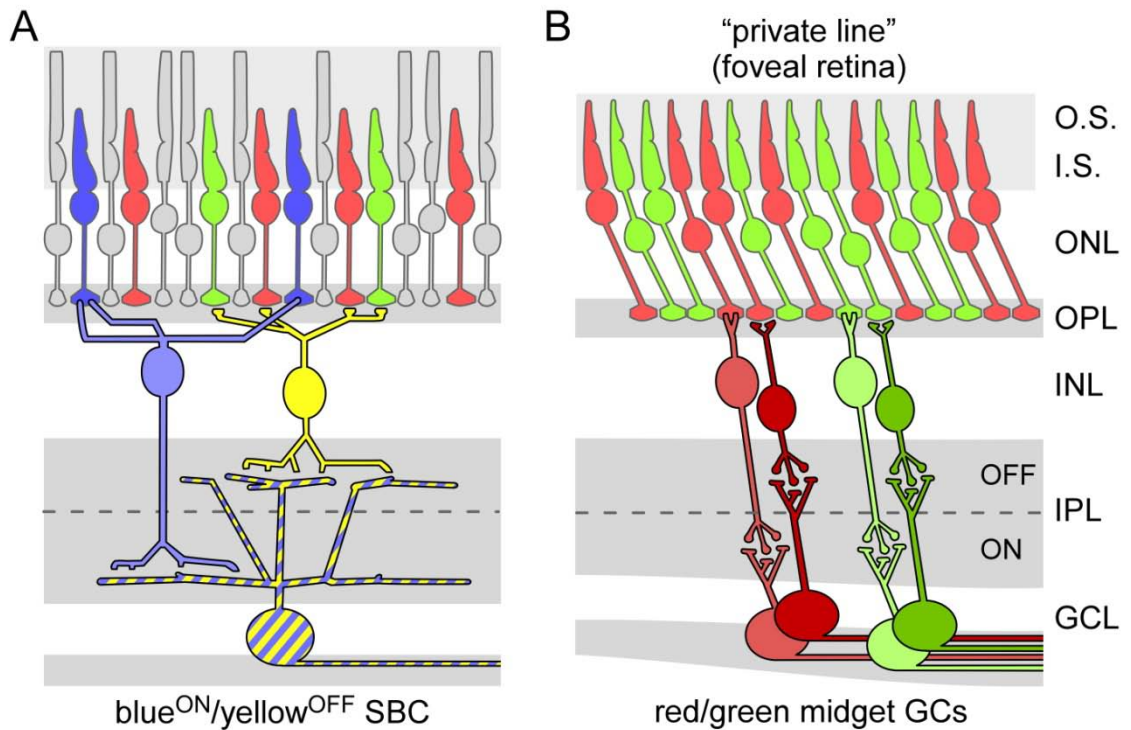 A
B
“private line”
(foveal retina)
O.S.
I.S.
ONL
OPL
INL
OFF
IPL
ON
GCL
blueON/yellowOFF SBC
red/green midget GCs